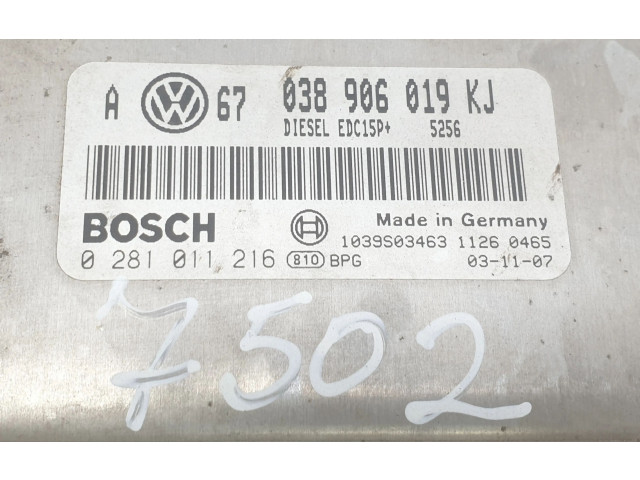 A VW 67 038 906 019 KJ
DIESEL EDC15P+ 5256
BOSCH Made in Germany
1039S03463 1126 0465
0 281 011 216 810 BPG 03-11-07
7502